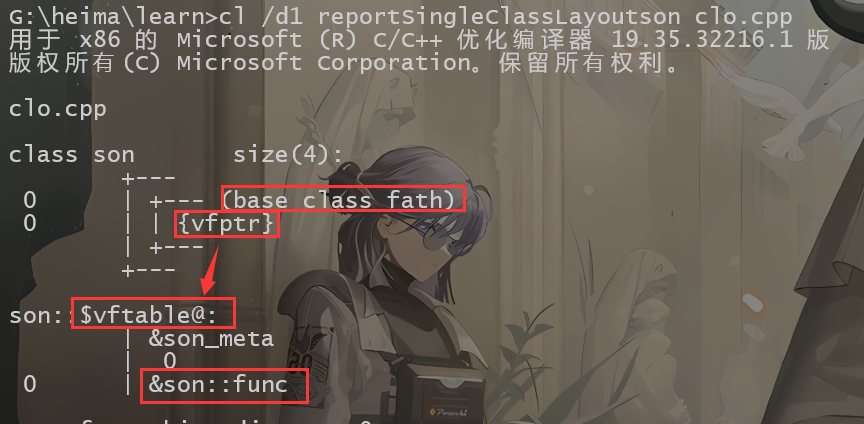 G:\heima\learn>cl /d1 reportSingleClassLayoutson clo.cpp
用于 x86 的 Microsoft (R) C/C++ 优化编译器 19.35.32216.1 版
版权所有(C) Microsoft Corporation。保留所有权利。
clo.cpp
class son       size(4):
        +---
 0      | +--- (base class fath)
 0      | | {vfptr}
        | +---
        +---
son::$vftable@:
        | &son_meta
        |  0
 0      | &son::func